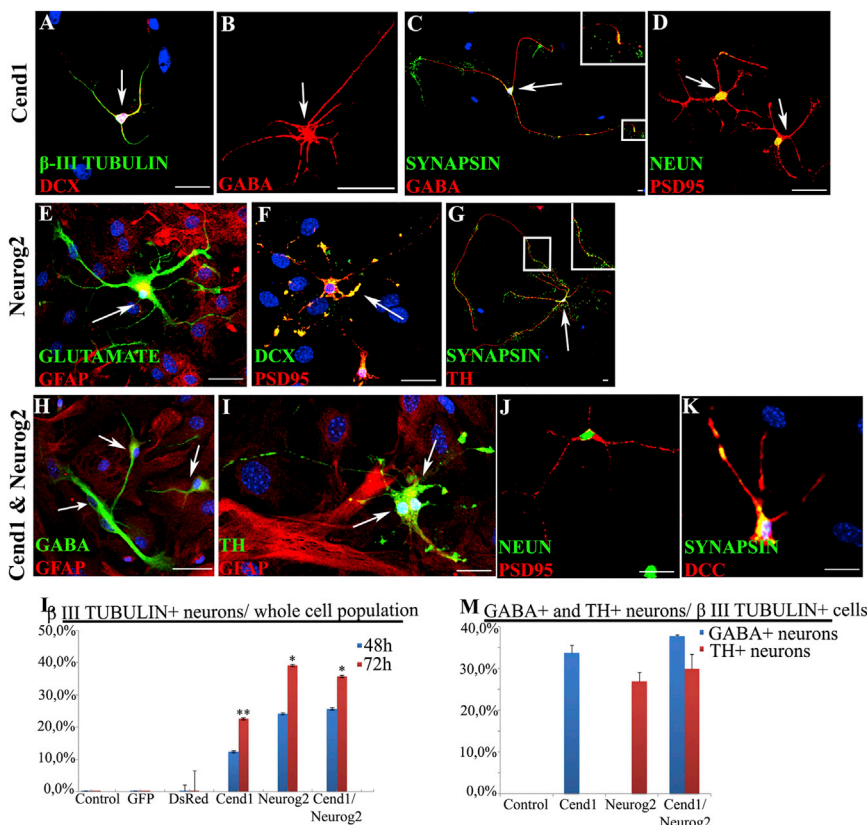 Cend1
A
β-III TUBULIN
DCX
B
GABA
C
SYNAPSIN
GABA
D
NEUN
PSD95
Neurog2
E
GLUTAMATE
GFAP
F
DCX
PSD95
G
SYNAPSIN
TH
Cend1 & Neurog2
H
GABA
GFAP
I
TH
GFAP
J
NEUN
PSD95
K
SYNAPSIN
DCC
L β III TUBULIN+ neurons/ whole cell population
50,0%
40,0%
30,0%
20,0%
10,0%
0,0%
48h
72h
**
*
*
Control GFP DsRed Cend1 Neurog2 Cend1/
Neurog2
M GABA+ and TH+ neurons/ β III TUBULIN+ cells
40,0%
30,0%
20,0%
10,0%
0,0%
GABA+ neurons
TH+ neurons
Control Cend1 Neurog2 Cend1/
Neurog2